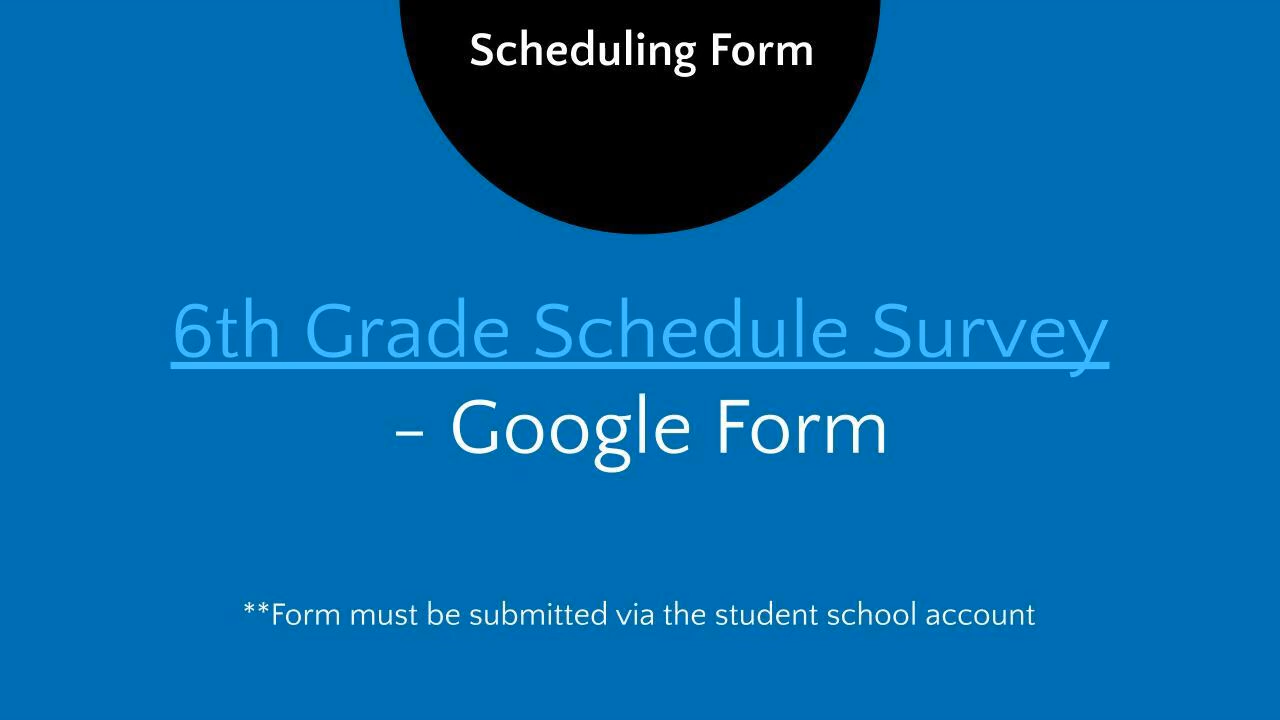 Scheduling Form
6th Grade Schedule Survey
- Google Form
**Form must be submitted via the student school account